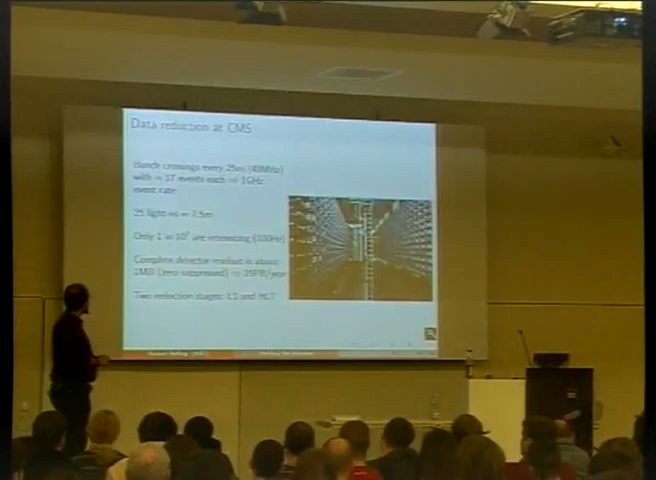 Data reduction at CMS
Bunch crossings every 25ns (40MHz)
with ≈ 17 events each ⇒ 1GHz
event rate
25 light-ns = 7.5m
Only 1 in 10⁷ are interesting (100Hz)
Complete detector readout is about
1MB (zero suppressed) ⇒ 15PB/year
Two reduction stages: L1 and HLT